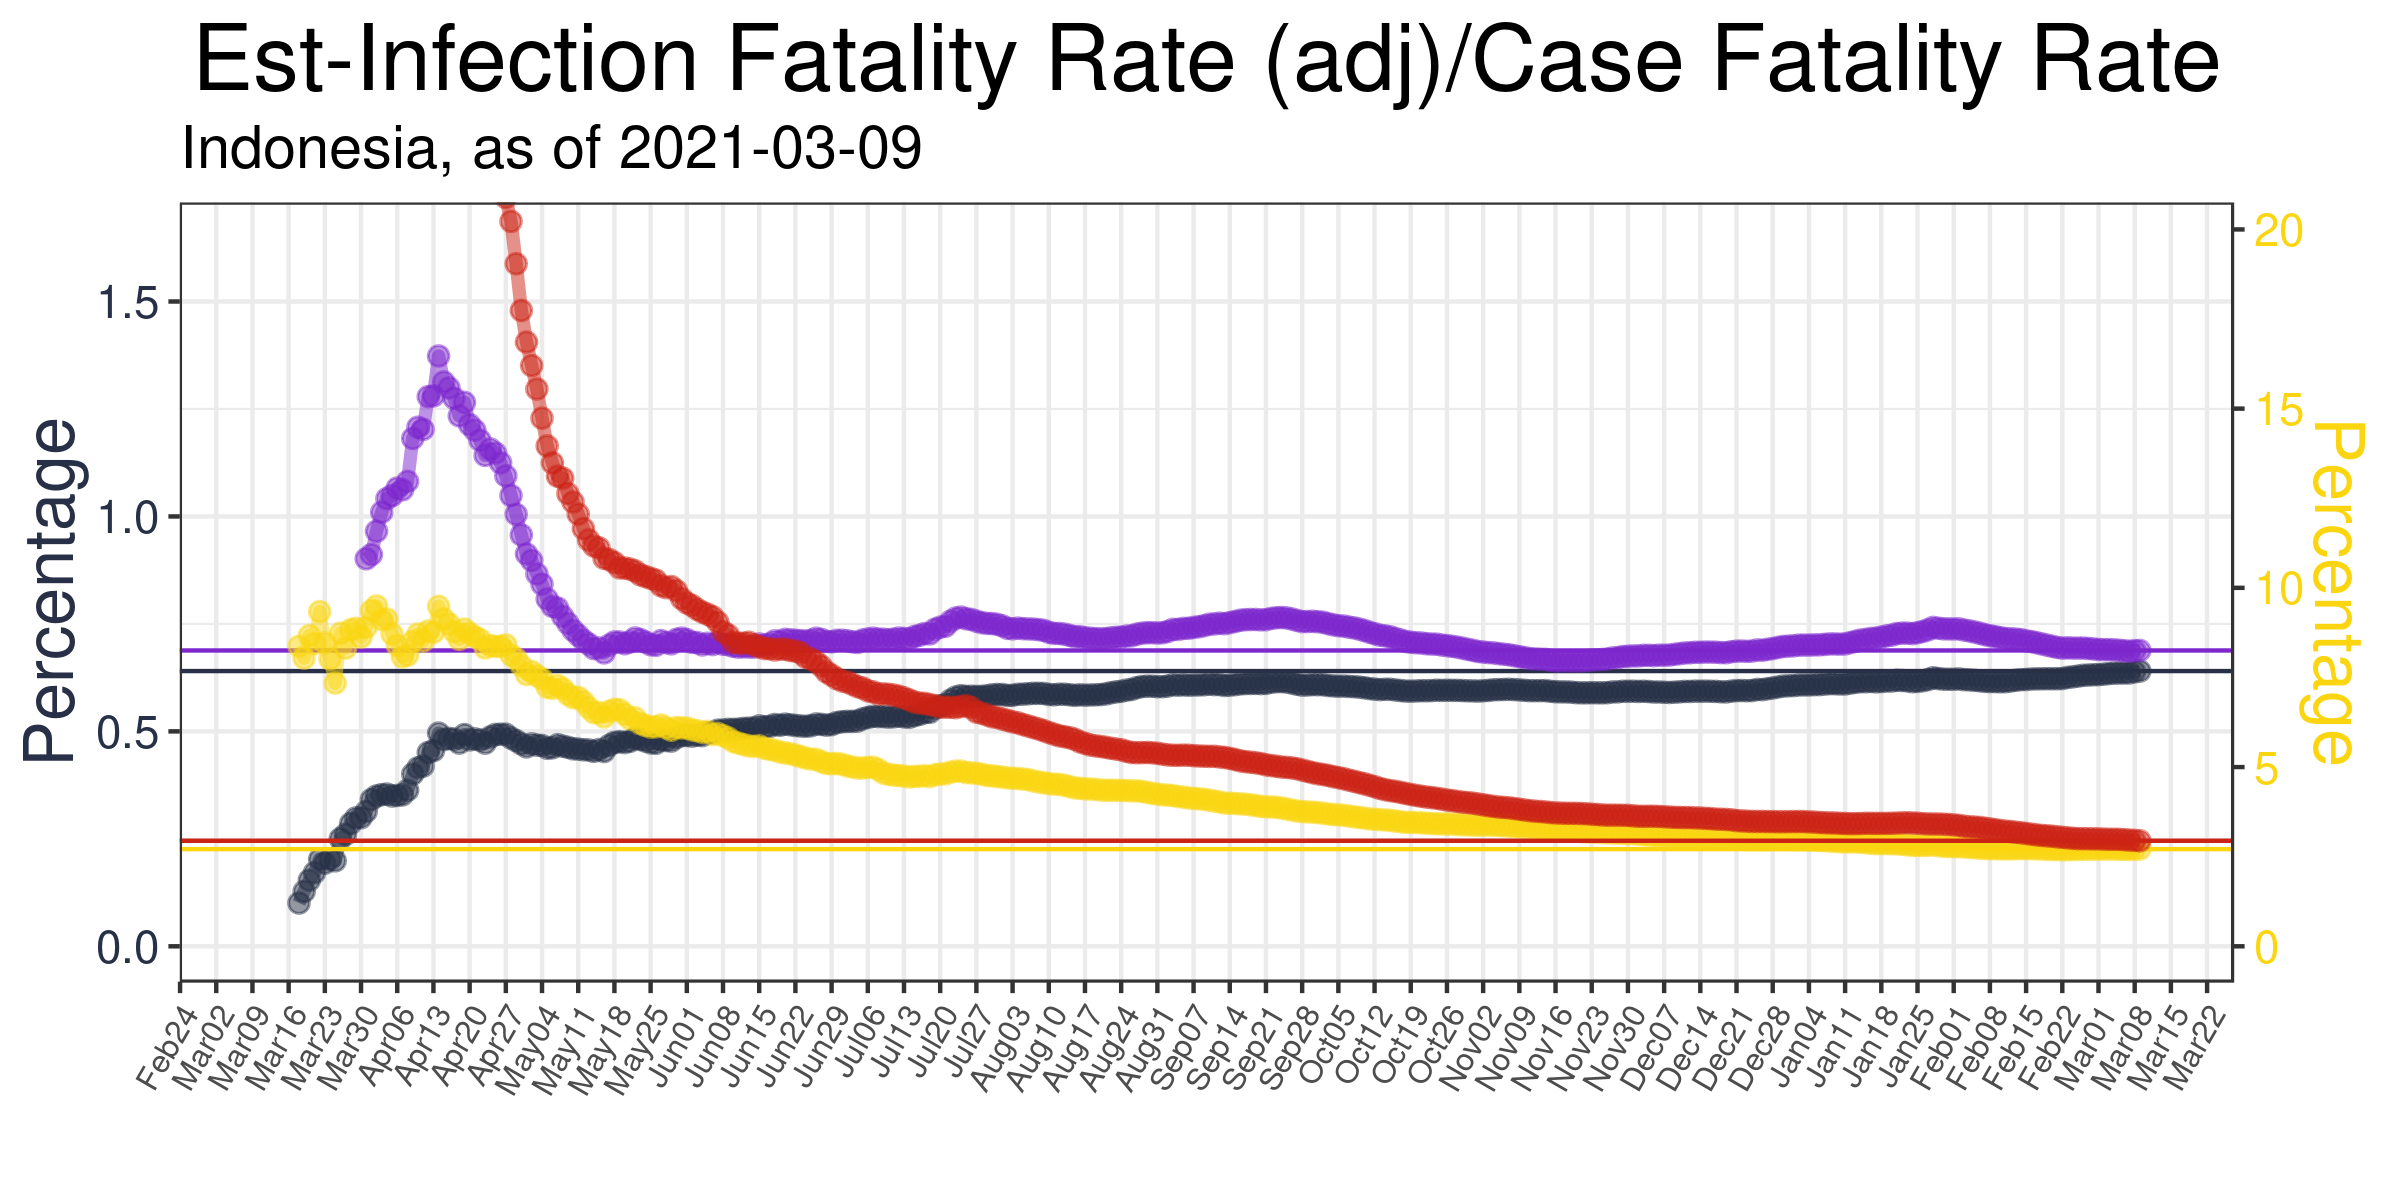 Est-Infection Fatality Rate (adj)/Case Fatality Rate
Indonesia, as of 2021-03-09
Percentage
1.5
1.0
0.5
0.0
20
15
10
5
0
Percentage
Feb24
Mar02
Mar09
Mar16
Mar23
Mar30
Apr06
Apr13
Apr20
Apr27
May04
May11
May18
May25
Jun01
Jun08
Jun15
Jun22
Jun29
Jul06
Jul13
Jul20
Jul27
Aug03
Aug10
Aug17
Aug24
Aug31
Sep07
Sep14
Sep21
Sep28
Oct05
Oct12
Oct19
Oct26
Nov02
Nov09
Nov16
Nov23
Nov30
Dec07
Dec14
Dec21
Dec28
Jan04
Jan11
Jan18
Jan25
Feb01
Feb08
Feb15
Feb22
Mar01
Mar08
Mar15
Mar22